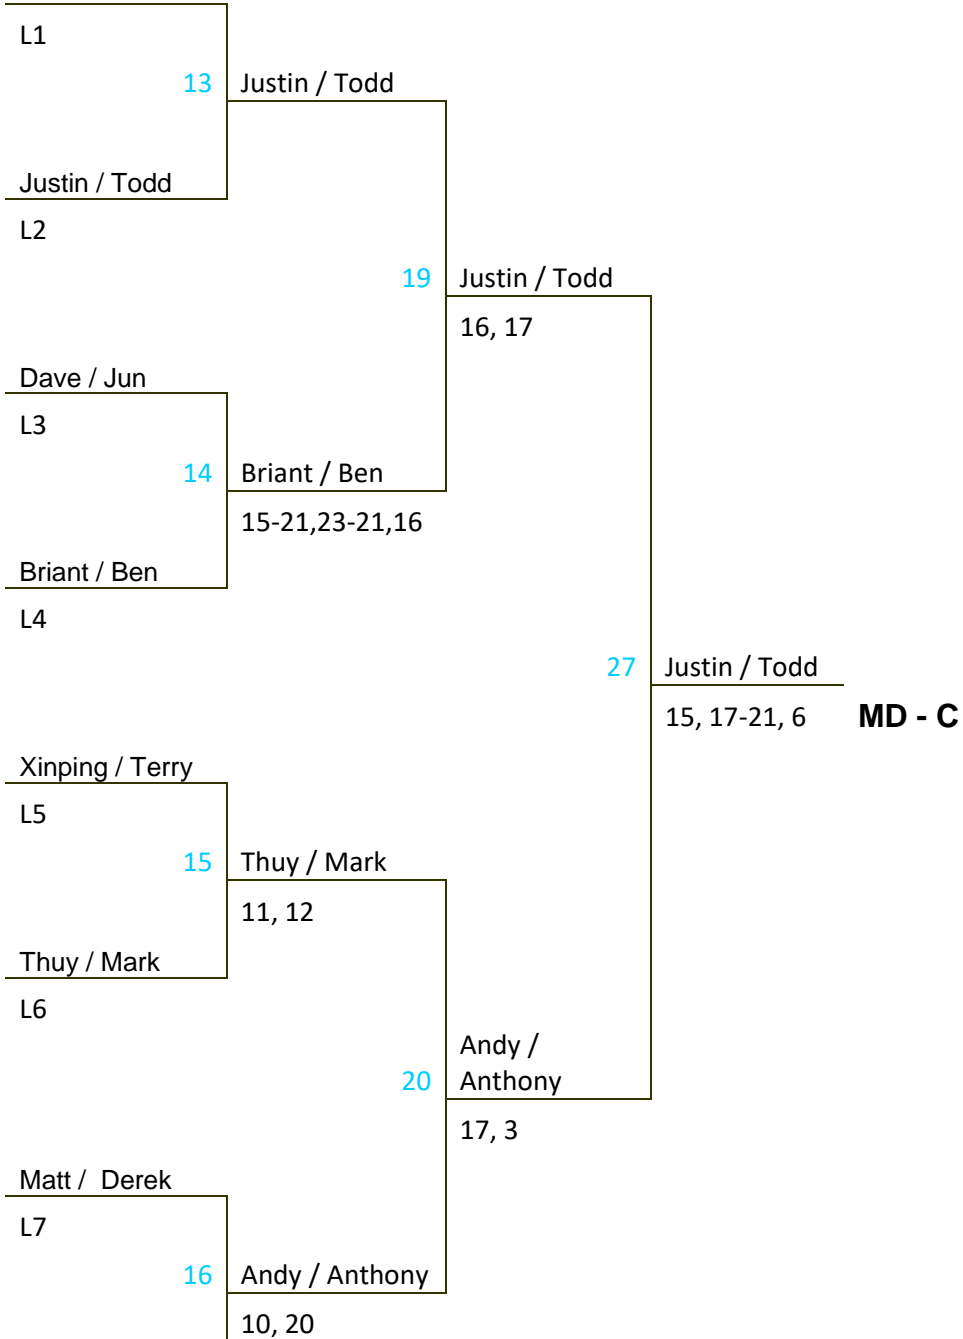 L1
13 Justin / Todd
Justin / Todd
L2
19 Justin / Todd
16, 17
Dave / Jun
L3
14 Briant / Ben
15-21,23-21,16
Briant / Ben
L4
27 Justin / Todd
15, 17-21, 6 MD - C
Xinping / Terry
L5
15 Thuy / Mark
11, 12
Thuy / Mark
L6
Andy /
20 Anthony
17, 3
Matt /  Derek
L7
16 Andy / Anthony
10, 20